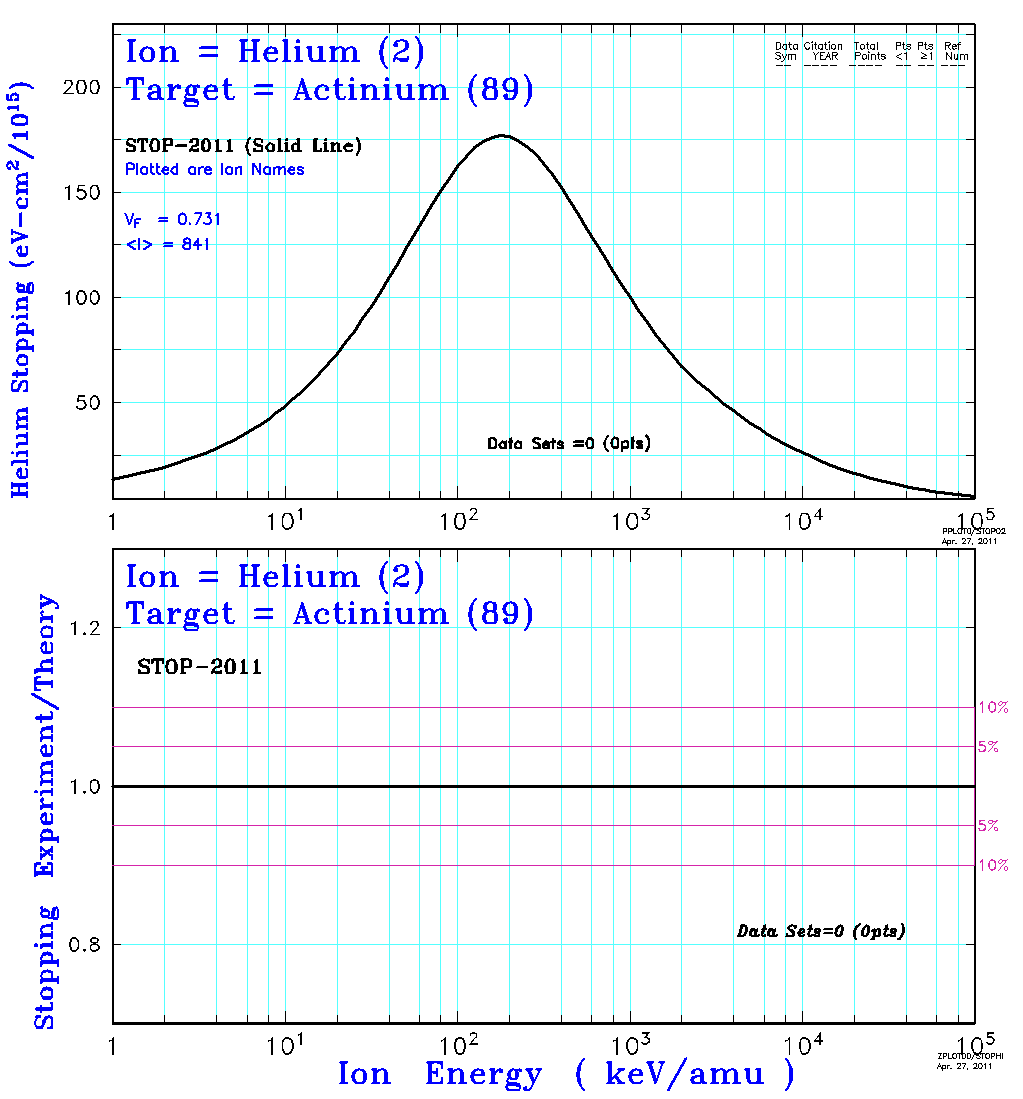 Ion = Helium (2)
Target = Actinium (89)
STOP-2011 (Solid Line)
Plotted are Ion Names
V_F = 0.731
<I> = 841
Data Citation Total Pts Pts Ref
Sym YEAR Points <1 ≥1 Num
Helium Stopping (eV-cm²/10¹⁵)
200
150
100
50
Data Sets =0 (0pts)
1 10¹ 10² 10³ 10⁴ 10⁵
PPLOT0/STOPO2
Apr. 27, 2011
Ion = Helium (2)
Target = Actinium (89)
STOP-2011
Stopping Experiment/Theory
1.2
1.0
0.8
10%
5%
5%
10%
Data Sets=0 (0pts)
1 10¹ 10² 10³ 10⁴ 10⁵
Ion Energy ( keV/amu )
Apr. 27, 2011